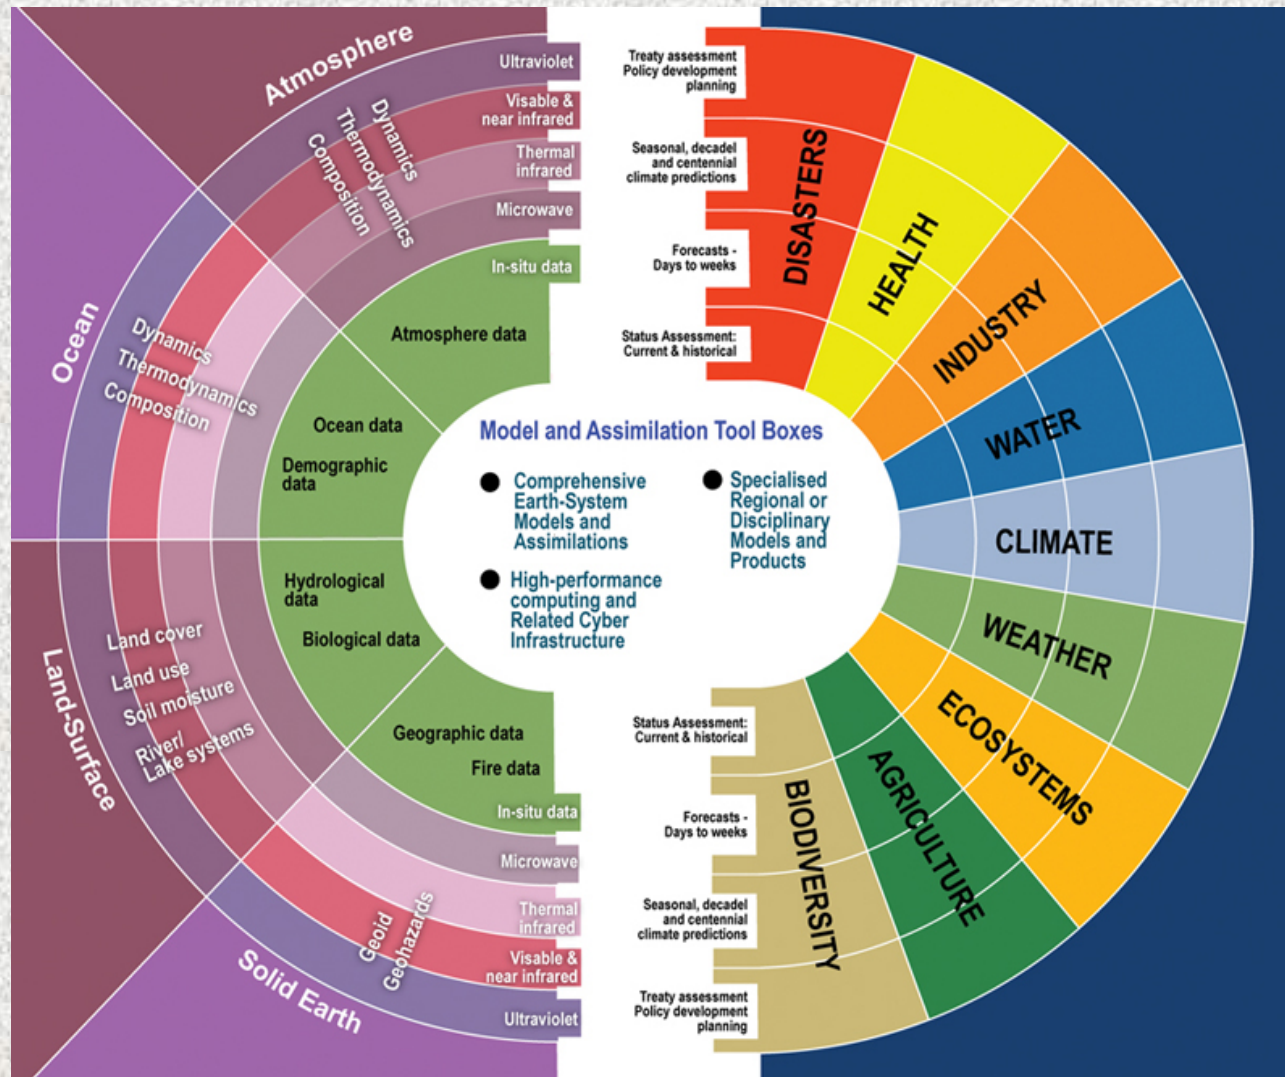 Atmosphere
Ultraviolet
Visable &
near infrared
Thermal
infrared
Microwave
In-situ data
Dynamics
Thermodynamics
Composition
Atmosphere data
Ocean
Dynamics
Thermodynamics
Composition
Ocean data
Demographic
data
Land-Surface
Land cover
Land use
Soil moisture
River/
Lake systems
Hydrological
data
Biological data
Solid Earth
Geoid
Geohazards
Geographic data
Fire data
In-situ data
Microwave
Thermal
infrared
Visable &
near infrared
Ultraviolet
Model and Assimilation Tool Boxes
Comprehensive
Earth-System
Models and
Assimilations
High-performance
computing and
Related Cyber
Infrastructure
Specialised
Regional or
Disciplinary
Models and
Products
Treaty assessment
Policy development
planning
Seasonal, decadel
and centennial
climate predictions
Forecasts -
Days to weeks
Status Assessment:
Current & historical
DISASTERS
HEALTH
INDUSTRY
WATER
CLIMATE
WEATHER
ECOSYSTEMS
AGRICULTURE
BIODIVERSITY
Status Assessment:
Current & historical
Forecasts -
Days to weeks
Seasonal, decadel
and centennial
climate predictions
Treaty assessment
Policy development
planning